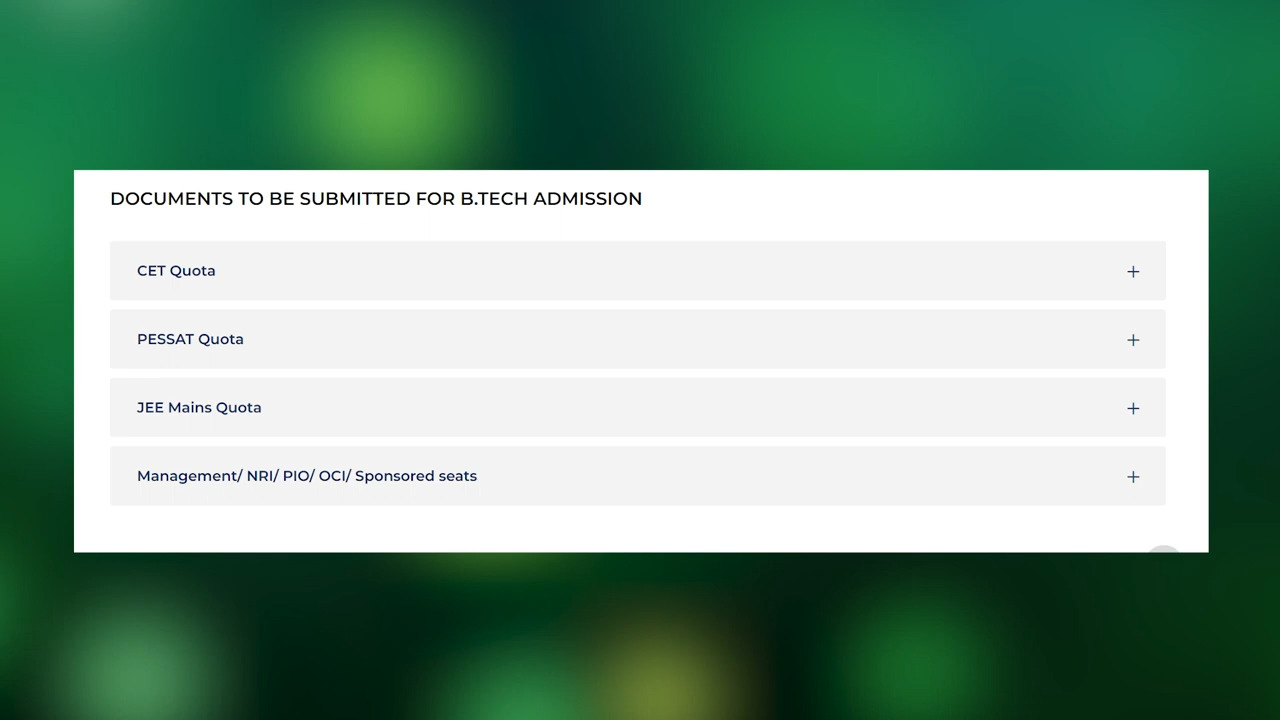 DOCUMENTS TO BE SUBMITTED FOR B.TECH ADMISSION
CET Quota
PESSAT Quota
JEE Mains Quota
Management/ NRI/ PIO/ OCI/ Sponsored seats